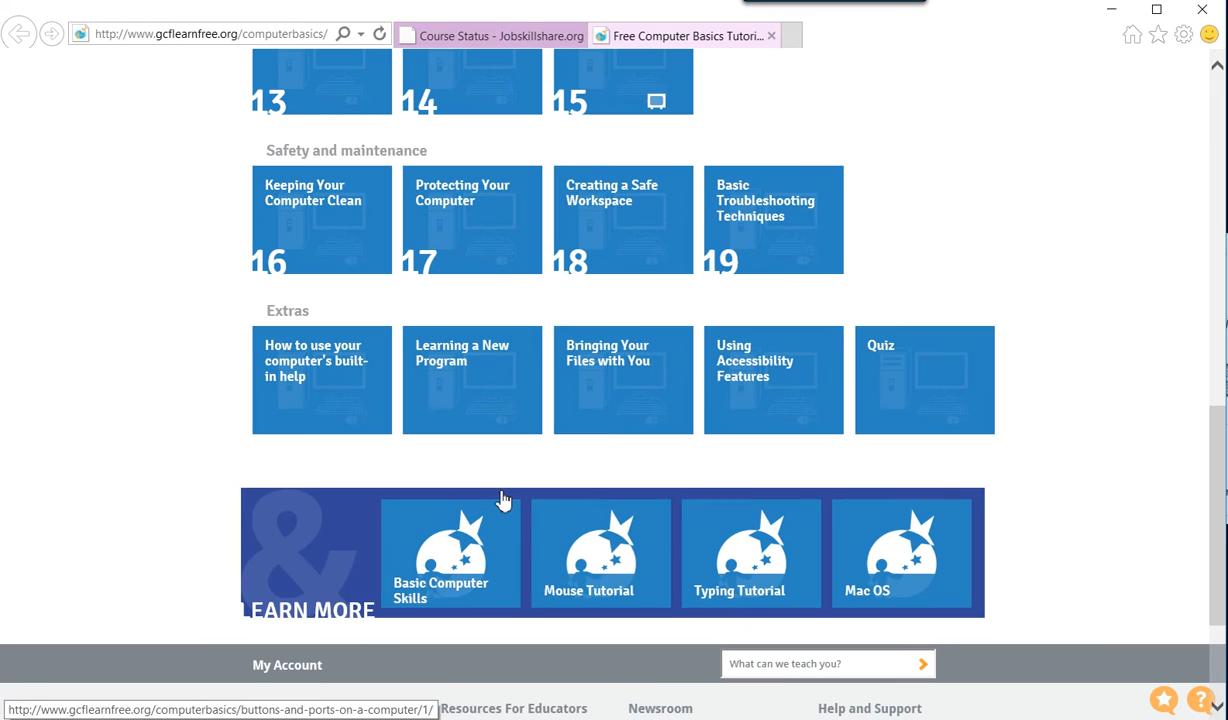 http://www.gcflearnfree.org/computerbasics/
Course Status - Jobskillshare.org
Free Computer Basics Tutori...
13
14
15
Safety and maintenance
Keeping Your
Computer Clean
16
Protecting Your
Computer
17
Creating a Safe
Workspace
18
Basic
Troubleshooting
Techniques
19
Extras
How to use your
computer's built-
in help
Learning a New
Program
Bringing Your
Files with You
Using
Accessibility
Features
Quiz
&
LEARN MORE
Basic Computer
Skills
Mouse Tutorial
Typing Tutorial
Mac OS
My Account
What can we teach you?
http://www.gcflearnfree.org/computerbasics/buttons-and-ports-on-a-computer/1/
Resources For Educators
Newsroom
Help and Support
?